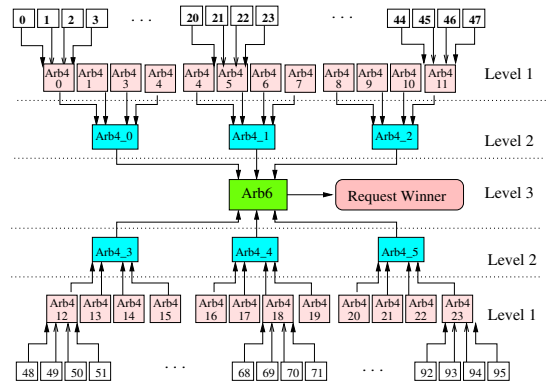 0 1 2 3 . . . 20 21 22 23 . . . 44 45 46 47
Arb4 Arb4 Arb4 Arb4 Arb4 Arb4 Arb4 Arb4 Arb4 Arb4 Arb4 Arb4 Level 1
0 1 3 4 4 5 6 7 8 9 10 11
Arb4_0 Arb4_1 Arb4_2 Level 2
Arb6 Request Winner Level 3
Arb4_3 Arb4_4 Arb4_5 Level 2
Arb4 Arb4 Arb4 Arb4 Arb4 Arb4 Arb4 Arb4 Arb4 Arb4 Arb4 Arb4 Level 1
12 13 14 15 16 17 18 19 20 21 22 23
48 49 50 51 . . . 68 69 70 71 . . . 92 93 94 95